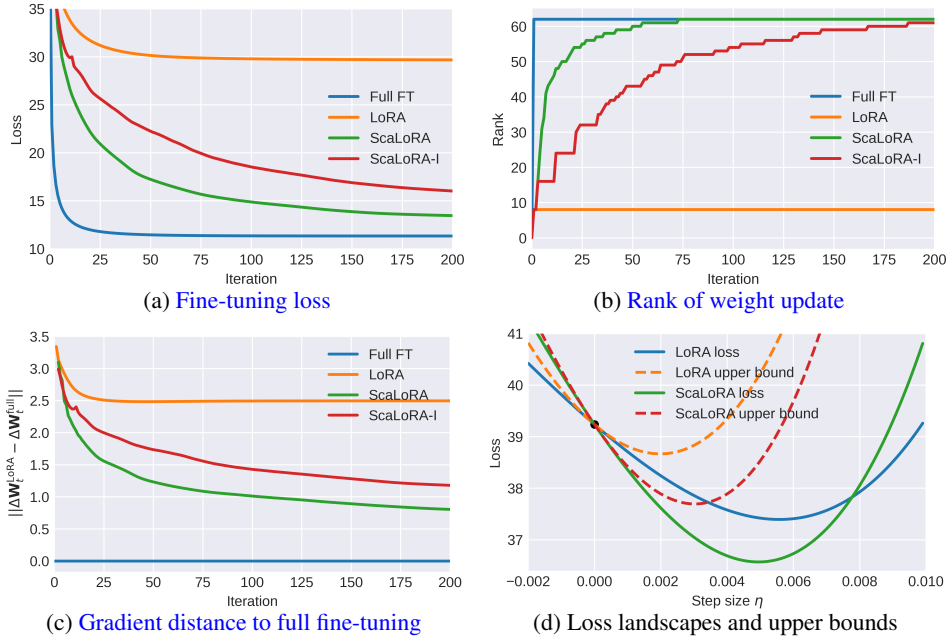 35
30
25
20
15
10
Loss
0 25 50 75 100 125 150 175 200
Iteration
Full FT
LoRA
ScaLoRA
ScaLoRA-I
(a) Fine-tuning loss
60
50
40
30
20
10
0
Rank
0 25 50 75 100 125 150 175 200
Iteration
Full FT
LoRA
ScaLoRA
ScaLoRA-I
(b) Rank of weight update
3.5
3.0
2.5
2.0
1.5
1.0
0.5
0.0
||ΔW_t^LoRA − ΔW_t^full||
0 25 50 75 100 125 150 175 200
Iteration
Full FT
LoRA
ScaLoRA
ScaLoRA-I
(c) Gradient distance to full fine-tuning
41
40
39
38
37
Loss
−0.002 0.000 0.002 0.004 0.006 0.008 0.010
Step size η
LoRA loss
LoRA upper bound
ScaLoRA loss
ScaLoRA upper bound
(d) Loss landscapes and upper bounds